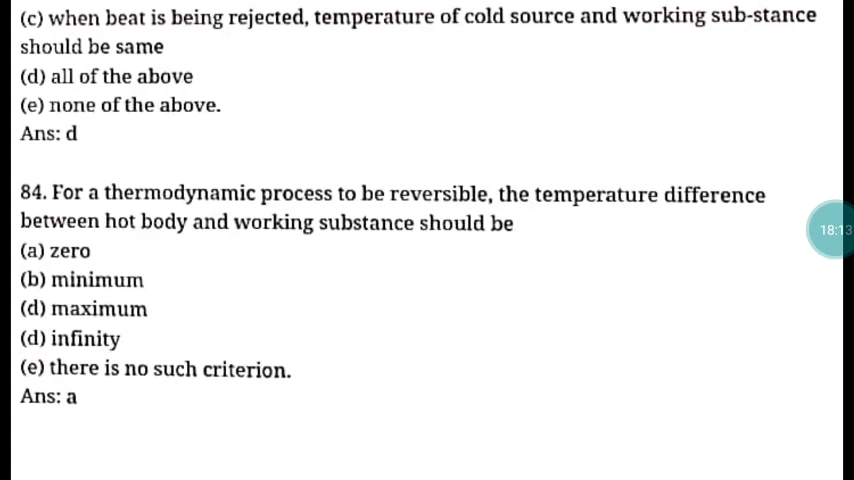 (c) when beat is being rejected, temperature of cold source and working sub-stance
should be same
(d) all of the above
(e) none of the above.
Ans: d
84. For a thermodynamic process to be reversible, the temperature difference
between hot body and working substance should be
(a) zero
(b) minimum
(d) maximum
(d) infinity
(e) there is no such criterion.
Ans: a
18:13